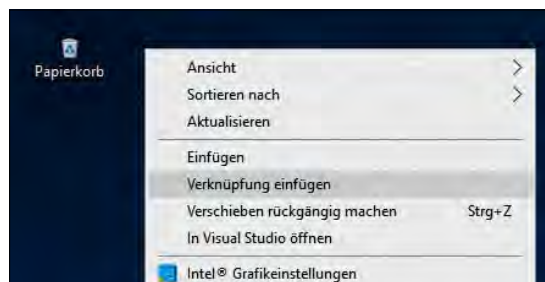 Papierkorb
Ansicht
Sortieren nach
Aktualisieren
Einfügen
Verknüpfung einfügen
Verschieben rückgängig machen Strg+Z
In Visual Studio öffnen
Intel® Grafikeinstellungen